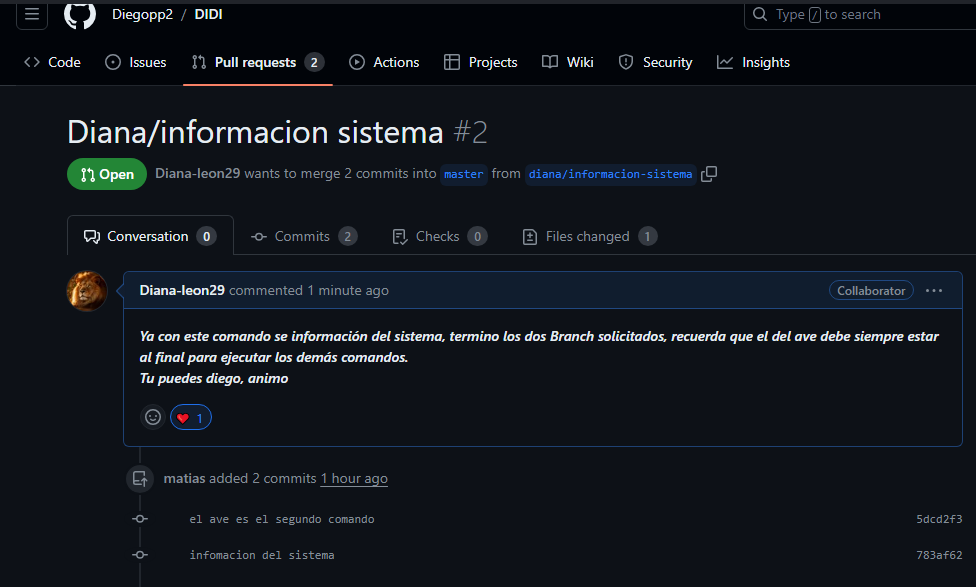 Diegopp2 / DIDI
Type / to search
Code Issues Pull requests 2 Actions Projects Wiki Security Insights
Diana/informacion sistema #2
Open Diana-leon29 wants to merge 2 commits into master from diana/informacion-sistema
Conversation 0 Commits 2 Checks 0 Files changed 1
Diana-leon29 commented 1 minute ago Collaborator ...
Ya con este comando se información del sistema, termino los dos Branch solicitados, recuerda que el del ave debe siempre estar
al final para ejecutar los demás comandos.
Tu puedes diego, animo
1
matias added 2 commits 1 hour ago
el ave es el segundo comando 5dcd2f3
infomacion del sistema 783af62